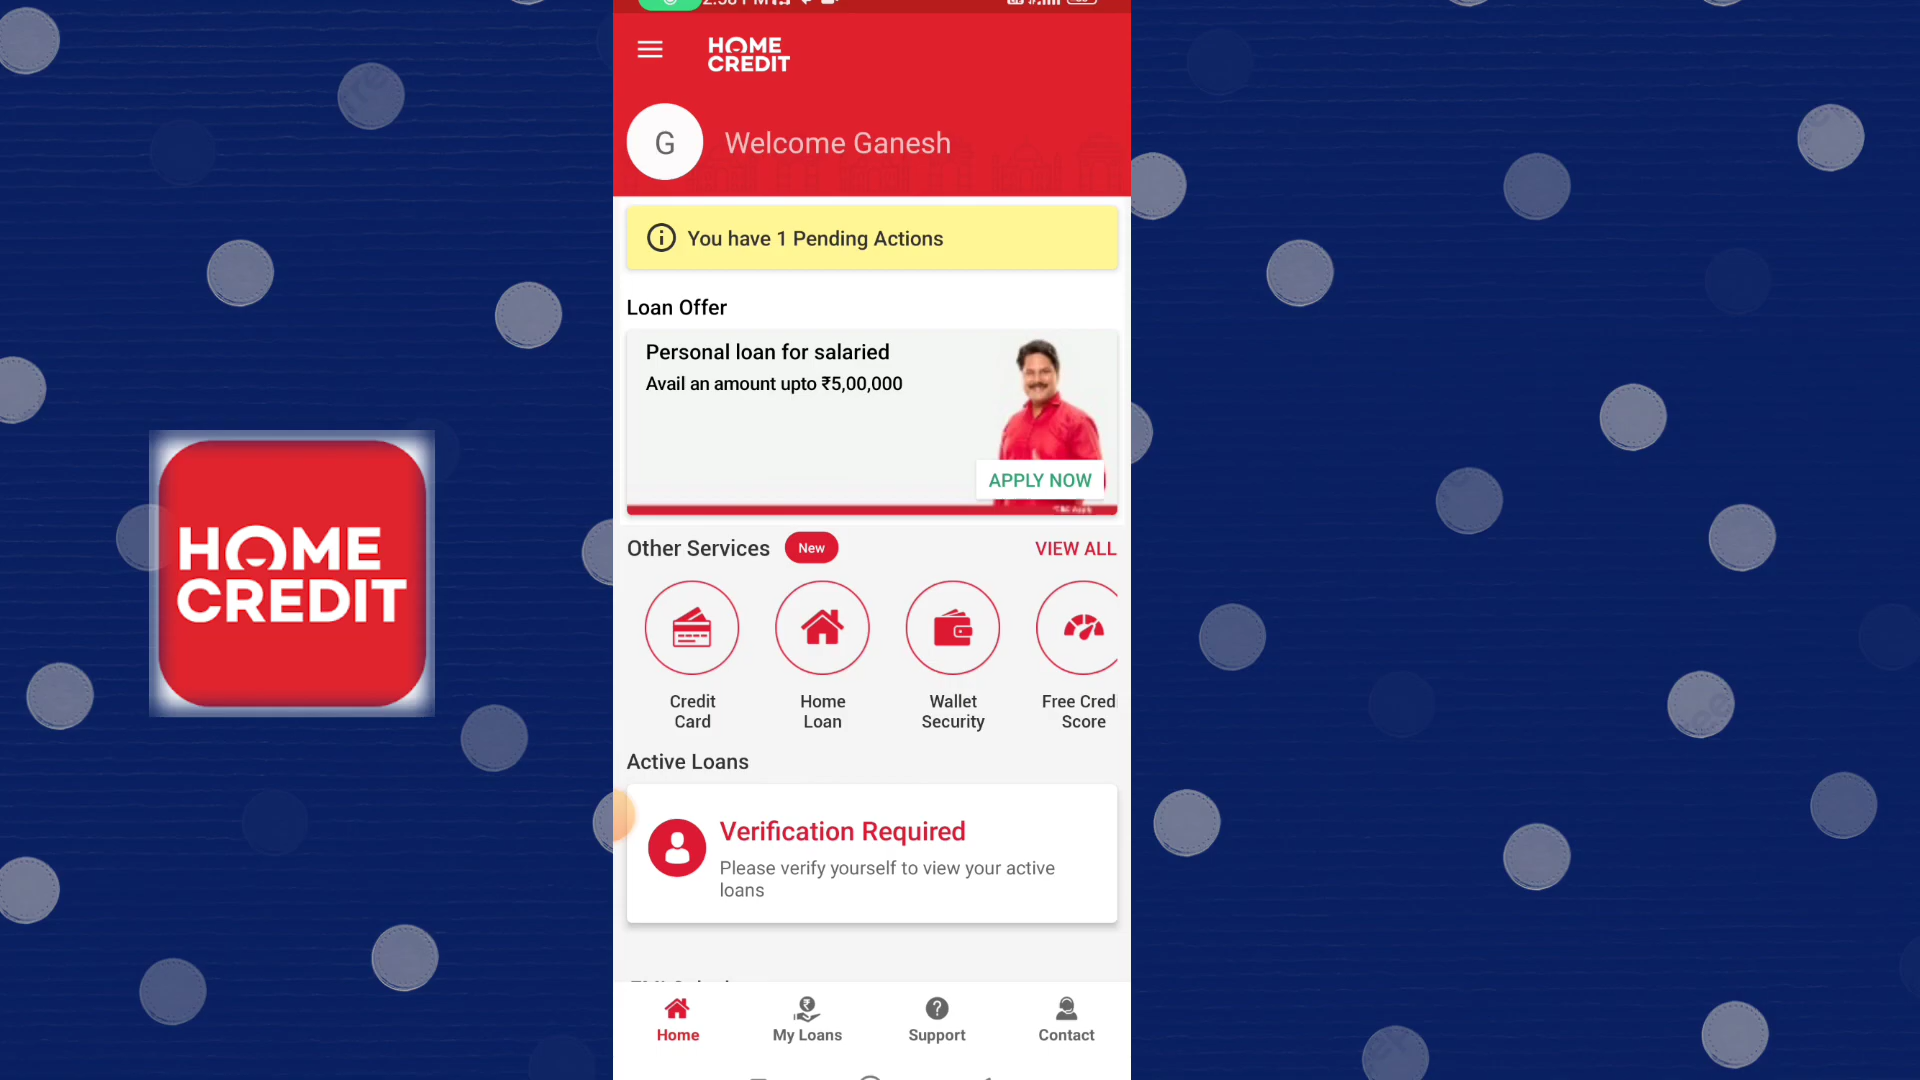 HOME
CREDIT
G
Welcome Ganesh
You have 1 Pending Actions
Loan Offer
Personal loan for salaried
Avail an amount upto ₹5,00,000
APPLY NOW
Other Services
New
VIEW ALL
Credit
Card
Home
Loan
Wallet
Security
Free Credi
Score
Active Loans
Verification Required
Please verify yourself to view your active
loans
Home
My Loans
Support
Contact
HOME
CREDIT